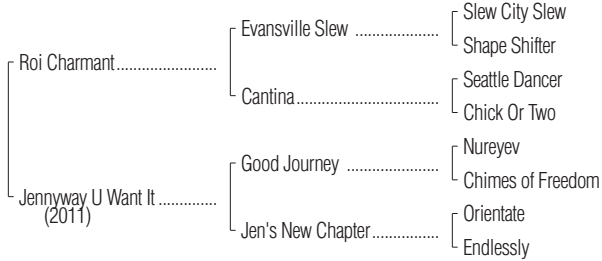 Slew City Slew
Evansville Slew ...................
Shape Shifter
Roi Charmant.......................
Seattle Dancer
Cantina.................................
Chick Or Two
Nureyev
Good Journey .....................
Chimes of Freedom
Jennyway U Want It .............
(2011)
Orientate
Jen's New Chapter...............
Endlessly